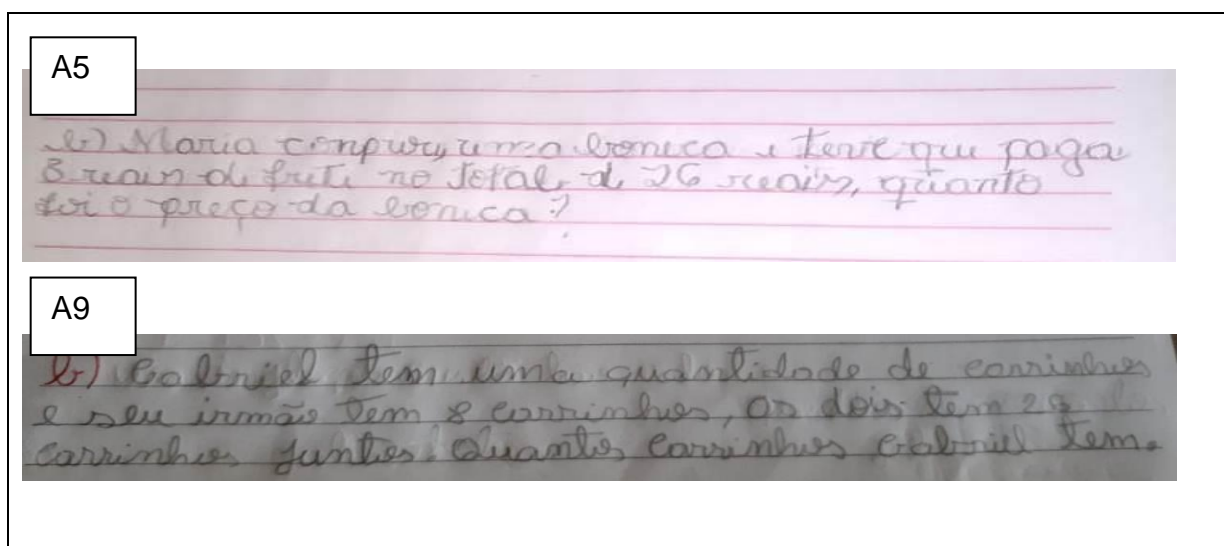 A5
b) Maria conpurou, uma boneca e teve que paga
8 reais de frete no total, de 26 reais, quanto
foi o preço da boneca?
A9
b) Gabriel tem uma quantidade de carrinhos
e seu irmão tem 8 carrinhos, os dois tem 29
carrinhos juntos. Quantos carrinhos Gabriel tem.